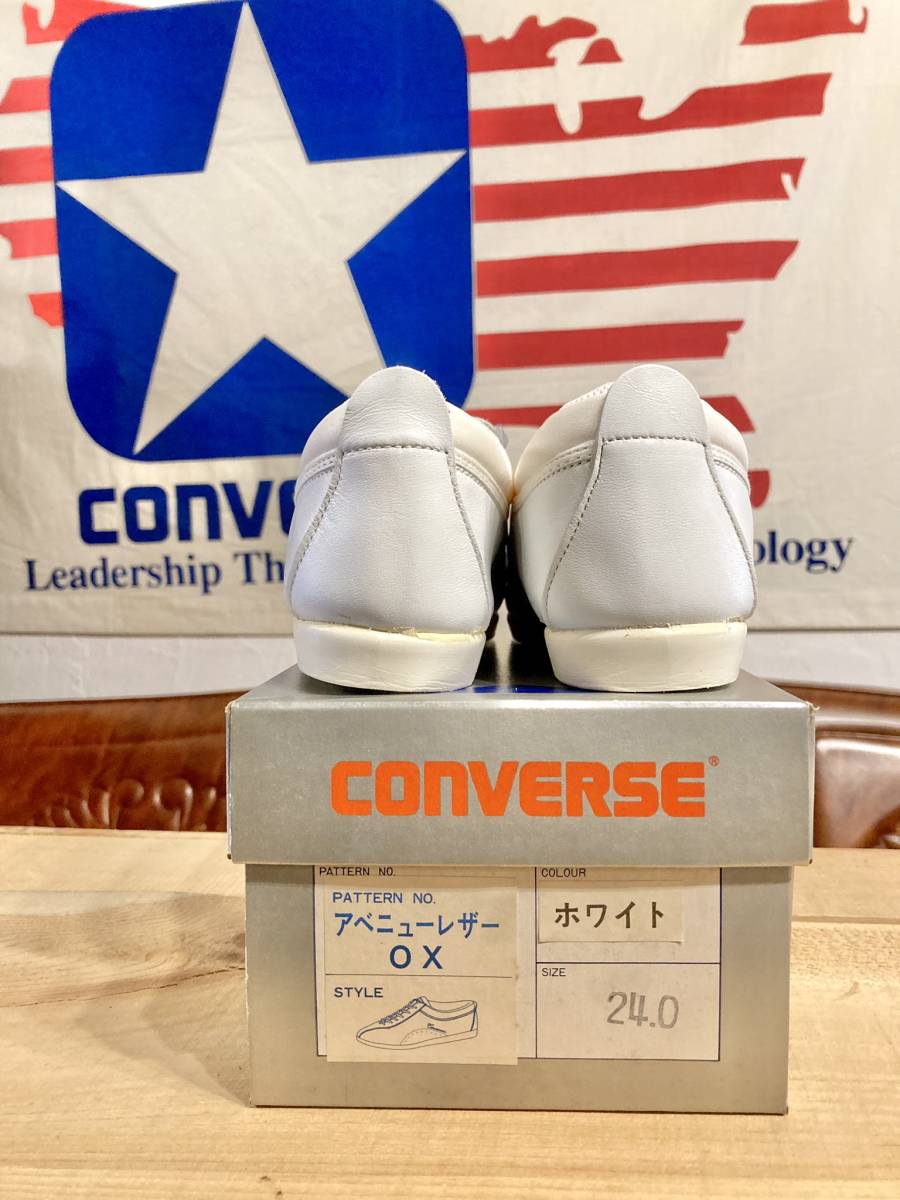 CONVE
Leadership Th
ology
CONVERSE®
PATTERN NO.
PATTERN NO.
アベニューレザー
OX
STYLE
COLOUR
ホワイト
SIZE
24.0